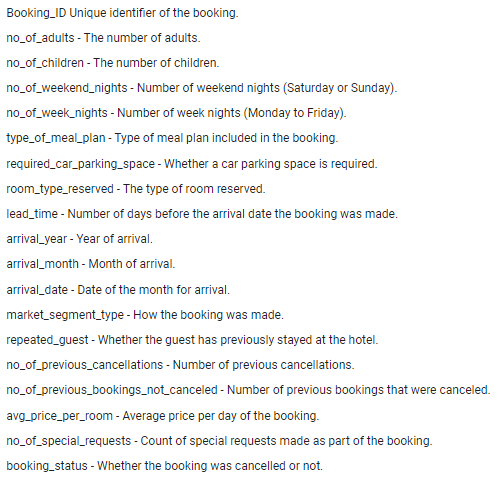 Booking_ID Unique identifier of the booking.
no_of_adults - The number of adults.
no_of_children - The number of children.
no_of_weekend_nights - Number of weekend nights (Saturday or Sunday).
no_of_week_nights - Number of week nights (Monday to Friday).
type_of_meal_plan - Type of meal plan included in the booking.
required_car_parking_space - Whether a car parking space is required.
room_type_reserved - The type of room reserved.
lead_time - Number of days before the arrival date the booking was made.
arrival_year - Year of arrival.
arrival_month - Month of arrival.
arrival_date - Date of the month for arrival.
market_segment_type - How the booking was made.
repeated_guest - Whether the guest has previously stayed at the hotel.
no_of_previous_cancellations - Number of previous cancellations.
no_of_previous_bookings_not_canceled - Number of previous bookings that were canceled.
avg_price_per_room - Average price per day of the booking.
no_of_special_requests - Count of special requests made as part of the booking.
booking_status - Whether the booking was cancelled or not.